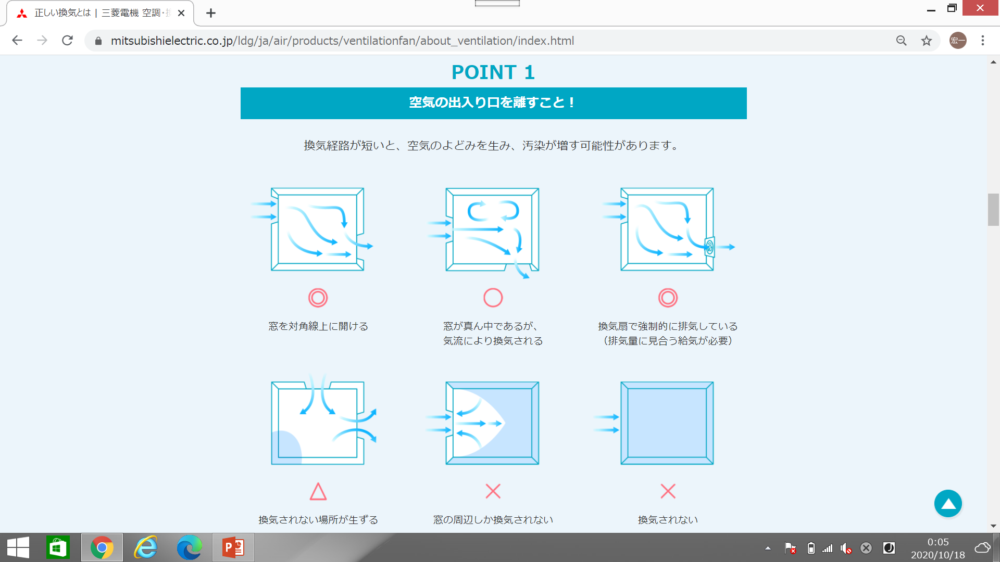 正しい換気とは | 三菱電機 空調･
mitsubishielectric.co.jp/ldg/ja/air/products/ventilationfan/about_ventilation/index.html
宏一
POINT 1
空気の出入り口を離すこと！
換気経路が短いと、空気のよどみを生み、汚染が増す可能性があります。
◎
○
◎
窓を対角線上に開ける
窓が真ん中であるが、
気流により換気される
換気扇で強制的に排気している
（排気量に見合う給気が必要）
△
×
×
換気されない場所が生ずる
窓の周辺しか換気されない
換気されない
0:05
2020/10/18